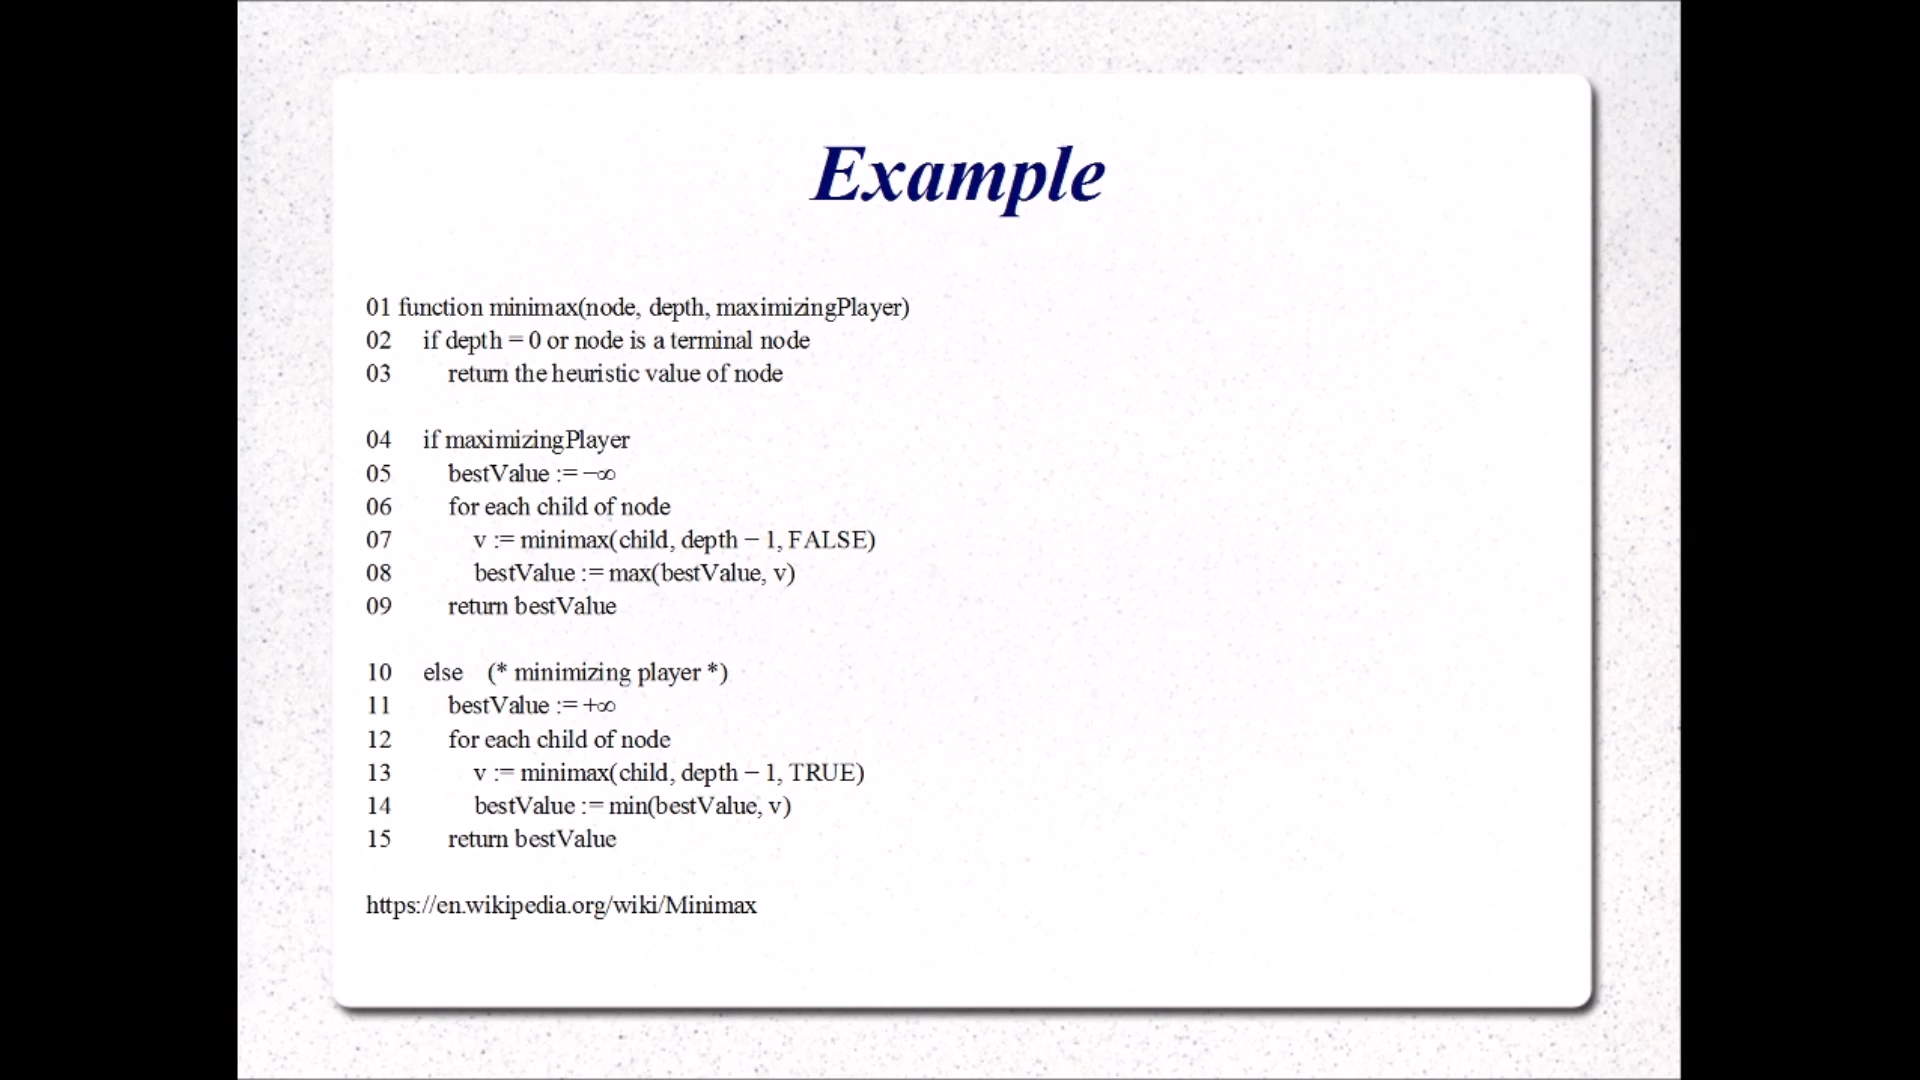 Example
01 function minimax(node, depth, maximizingPlayer)
02 if depth = 0 or node is a terminal node
03 return the heuristic value of node
04 if maximizingPlayer
05 bestValue := −∞
06 for each child of node
07 v := minimax(child, depth − 1, FALSE)
08 bestValue := max(bestValue, v)
09 return bestValue
10 else (* minimizing player *)
11 bestValue := +∞
12 for each child of node
13 v := minimax(child, depth − 1, TRUE)
14 bestValue := min(bestValue, v)
15 return bestValue
https://en.wikipedia.org/wiki/Minimax